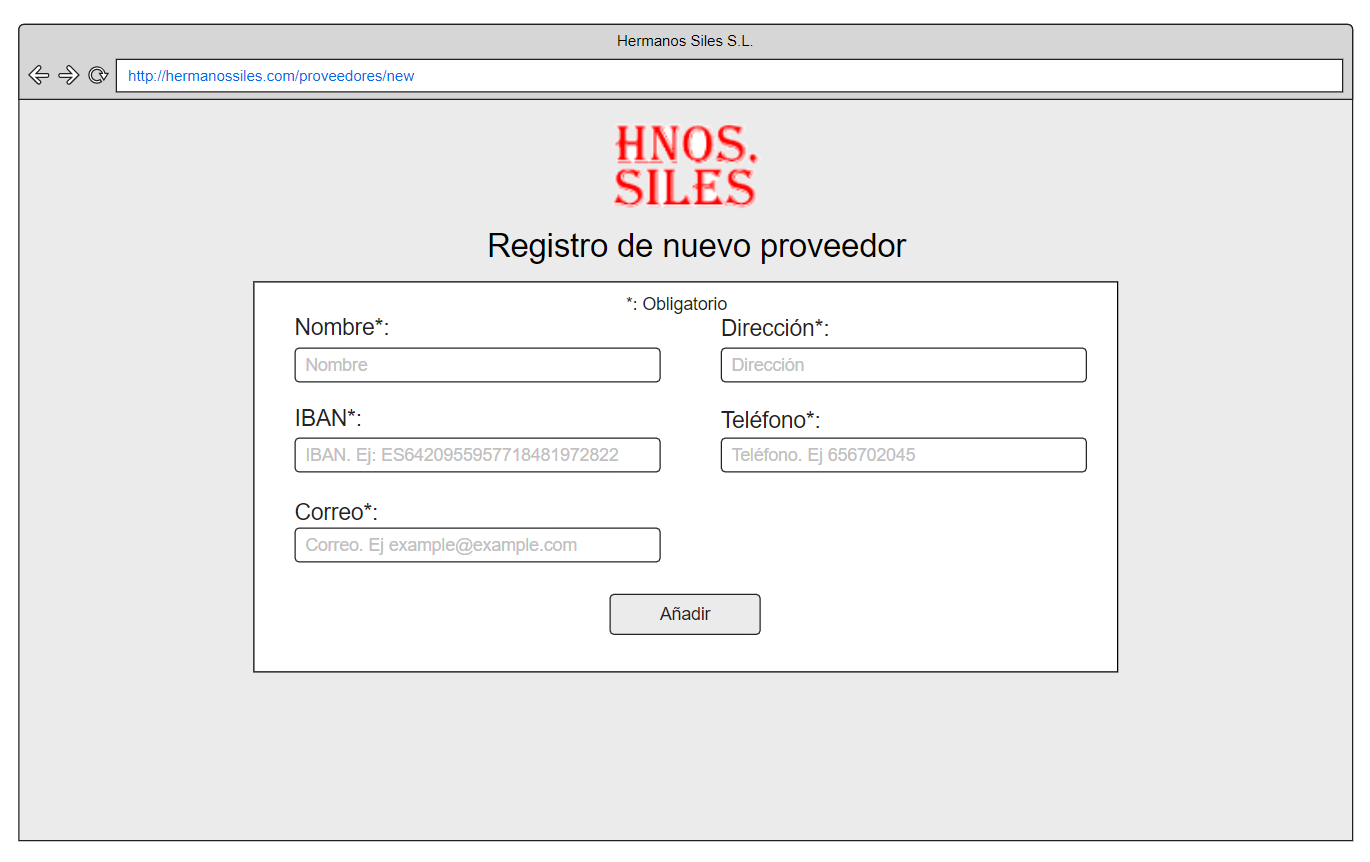 Hermanos Siles S.L.
http://hermanossiles.com/proveedores/new
HNOS.
SILES
Registro de nuevo proveedor
*: Obligatorio
Nombre*:
Dirección*:
Nombre
Dirección
IBAN*:
Teléfono*:
IBAN. Ej: ES6420955957718481972822
Teléfono. Ej 656702045
Correo*:
Correo. Ej example@example.com
Añadir